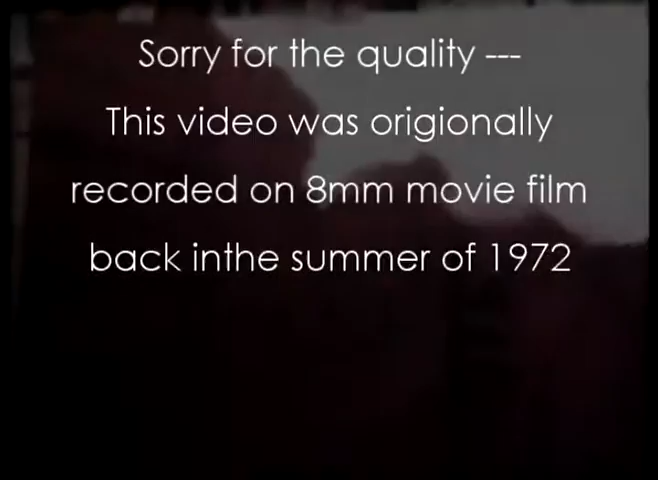 Sorry for the quality ---
This video was origionally
recorded on 8mm movie film
back inthe summer of 1972